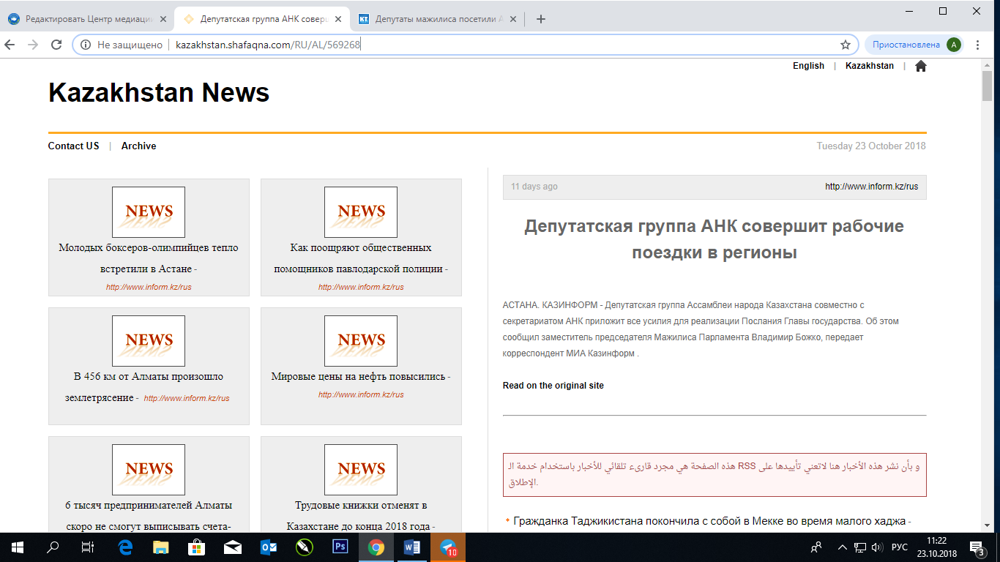 Редактировать Центр медиаци
Депутатская группа АНК соверш
Депутаты мажилиса посетили А
Не защищено
kazakhstan.shafaqna.com/RU/AL/569268
Приостановлена
A
English | Kazakhstan |
Kazakhstan News
Contact US | Archive
Tuesday 23 October 2018
NEWS
Молодых боксеров-олимпийцев тепло
встретили в Астане -
http://www.inform.kz/rus
NEWS
Как поощряют общественных
помощников павлодарской полиции -
http://www.inform.kz/rus
NEWS
В 456 км от Алматы произошло
землетрясение - http://www.inform.kz/rus
NEWS
Мировые цены на нефть повысились -
http://www.inform.kz/rus
NEWS
6 тысяч предпринимателей Алматы
скоро не смогут выписывать счета-
NEWS
Трудовые книжки отменят в
Казахстане до конца 2018 года -
11 days ago
http://www.inform.kz/rus
Депутатская группа АНК совершит рабочие
поездки в регионы
АСТАНА. КАЗИНФОРМ - Депутатская группа Ассамблеи народа Казахстана совместно с
секретариатом АНК приложит все усилия для реализации Послания Главы государства. Об этом
сообщил заместитель председателя Мажилиса Парламента Владимир Божко, передает
корреспондент МИА Казинформ .
Read on the original site
هذه الصفحة هي مجرد قارىء تلقائي للأخبار باستخدام خدمة الـ RSS و بأن نشر هذه الأخبار هنا لاتعني تأييدها على
الإطلاق.
Гражданка Таджикистана покончила с собой в Мекке во время малого хаджа -
Ps
10
РУС
11:22
23.10.2018
3